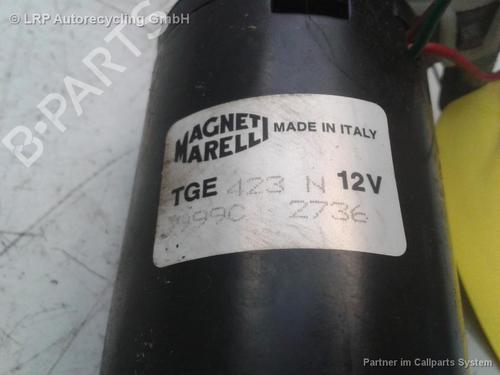 © LRP Autorecycling GmbH
B-PARTS
MAGNETI
MARELLI
MADE IN ITALY
TGE 423 N 12V
2736
Partner im Callparts System